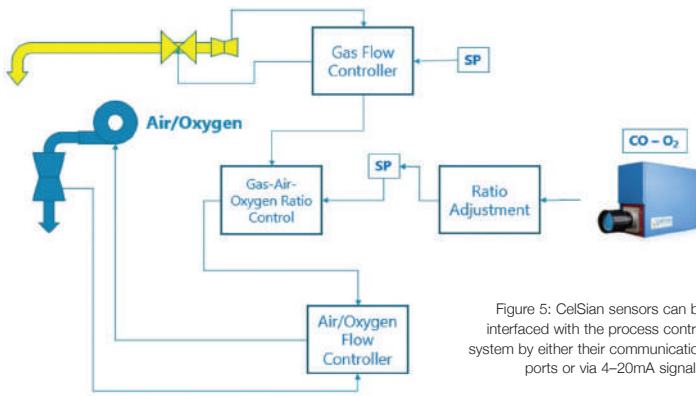 Gas Flow
Controller
SP
Air/Oxygen
CO – O₂
Gas-Air-
Oxygen Ratio
Control
SP
Ratio
Adjustment
Air/Oxygen
Flow
Controller
Figure 5: CelSian sensors can b
interfaced with the process contr
system by either their communicatio
ports or via 4–20mA signal